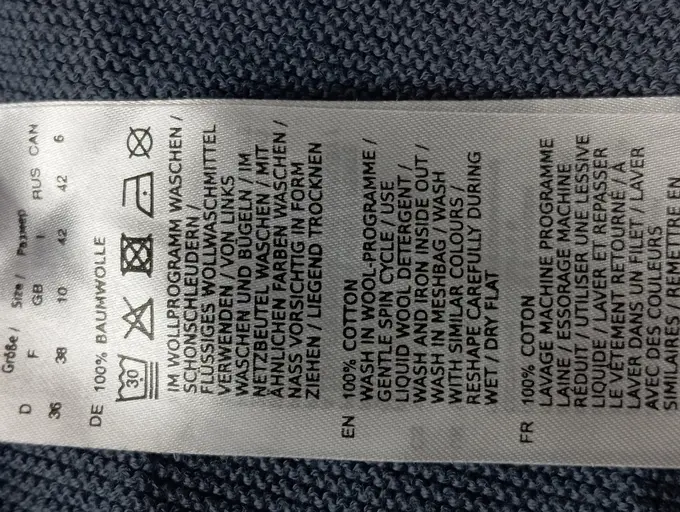 Größe / Size / Размер
D F GB I RUS CAN
36 38 10 42 42 6
DE 100% BAUMWOLLE
30
IM WOLLPROGRAMM WASCHEN /
SCHONSCHLEUDERN /
FLÜSSIGES WOLLWASCHMITTEL
VERWENDEN / VON LINKS
WASCHEN UND BÜGELN / IM
NETZBEUTEL WASCHEN / MIT
ÄHNLICHEN FARBEN WASCHEN /
NASS VORSICHTIG IN FORM
ZIEHEN / LIEGEND TROCKNEN
EN 100% COTTON
WASH IN WOOL-PROGRAMME /
GENTLE SPIN CYCLE / USE
LIQUID WOOL DETERGENT /
WASH AND IRON INSIDE OUT /
WASH IN MESHBAG / WASH
WITH SIMILAR COLOURS /
RESHAPE CAREFULLY DURING
WET / DRY FLAT
FR 100% COTON
LAVAGE MACHINE PROGRAMME
LAINE / ESSORAGE MACHINE
RÉDUIT / UTILISER UNE LESSIVE
LIQUIDE / LAVER ET REPASSER
LE VÊTEMENT RETOURNÉ / À
LAVER DANS UN FILET / LAVER
AVEC DES COULEURS
SIMILAIRES / REMETTRE EN